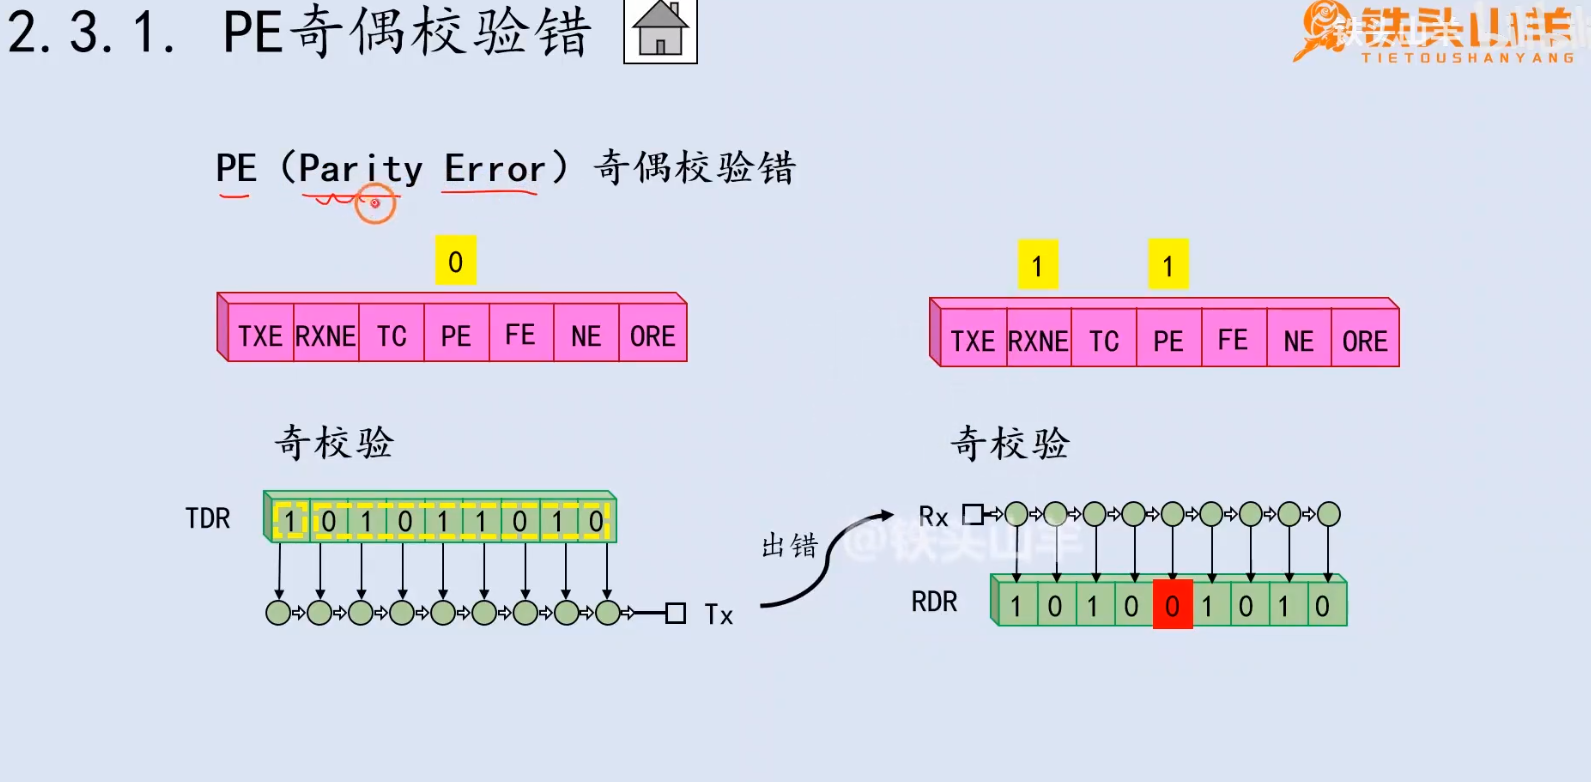 2.3.1. PE奇偶校验错
铁头山羊
TIETOUSHANYANG
PE（Parity Error）奇偶校验错
0
TXE RXNE TC PE FE NE ORE
1 1
TXE RXNE TC PE FE NE ORE
奇校验
TDR 1 0 1 0 1 1 0 1 0
Tx
出错
奇校验
Rx
@铁头山羊
RDR 1 0 1 0 0 1 0 1 0